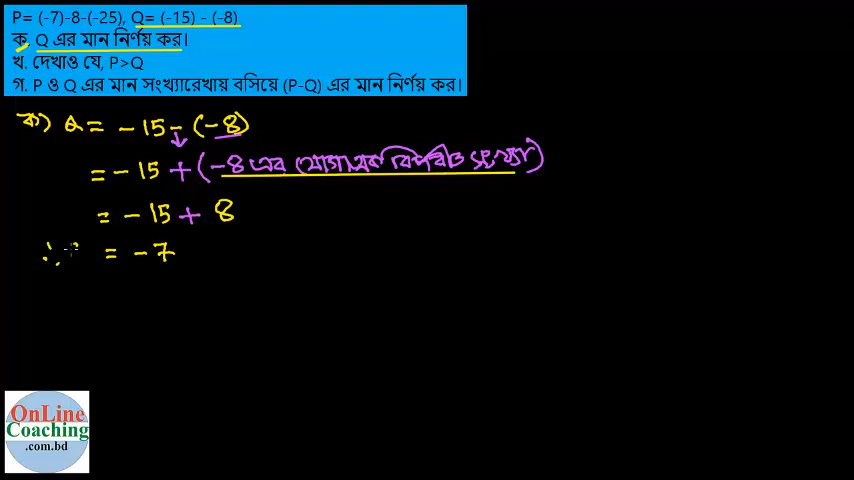 P= (-7)-8-(-25), Q= (-15) - (-8)
ক. Q এর মান নির্ণয় কর।
খ. দেখাও যে, P>Q
গ. P ও Q এর মান সংখ্যারেখায় বসিয়ে (P-Q) এর মান নির্ণয় কর।
ক) Q = - 15 - (-8)
= - 15 + (-8 এর যোগাত্মক বিপরীত সংখ্যা)
= - 15 + 8
∴ = - 7
OnLine
Coaching
.com.bd